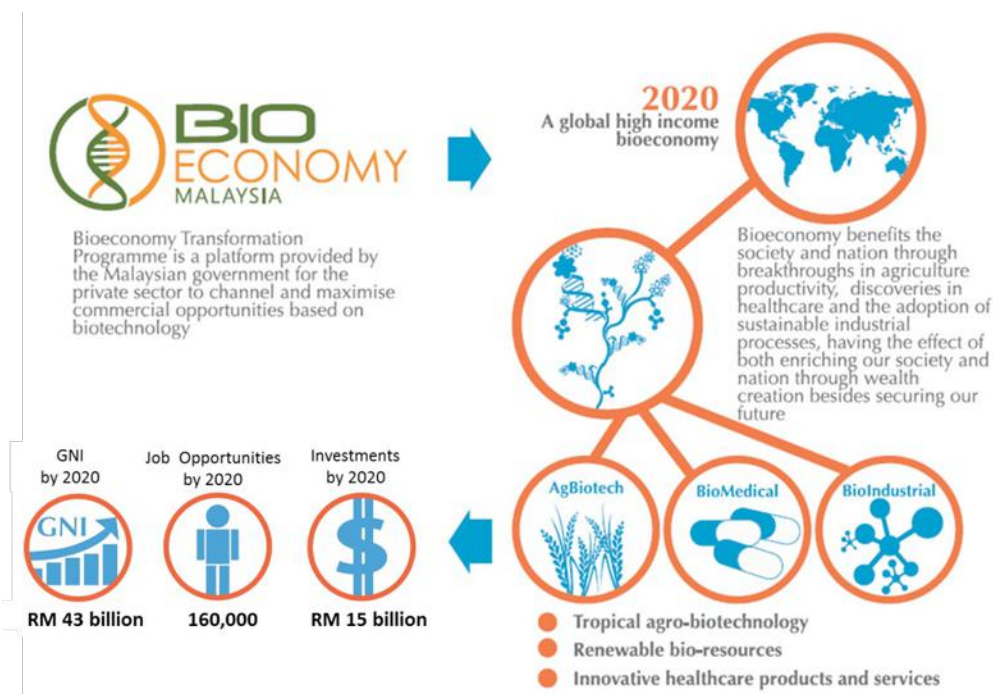 BIO
ECONOMY
MALAYSIA
Bioeconomy Transformation
Programme is a platform provided by
the Malaysian government for the
private sector to channel and maximise
commercial opportunities based on
biotechnology
2020
A global high income
bioeconomy
Bioeconomy benefits the
society and nation through
breakthroughs in agriculture
productivity, discoveries in
healthcare and the adoption of
sustainable industrial
processes, having the effect of
both enriching our society and
nation through wealth
creation besides securing our
future
AgBiotech
BioMedical
BioIndustrial
Tropical agro-biotechnology
Renewable bio-resources
Innovative healthcare products and services
GNI
by 2020
GNI
RM 43 billion
Job Opportunities
by 2020
160,000
Investments
by 2020
$
RM 15 billion